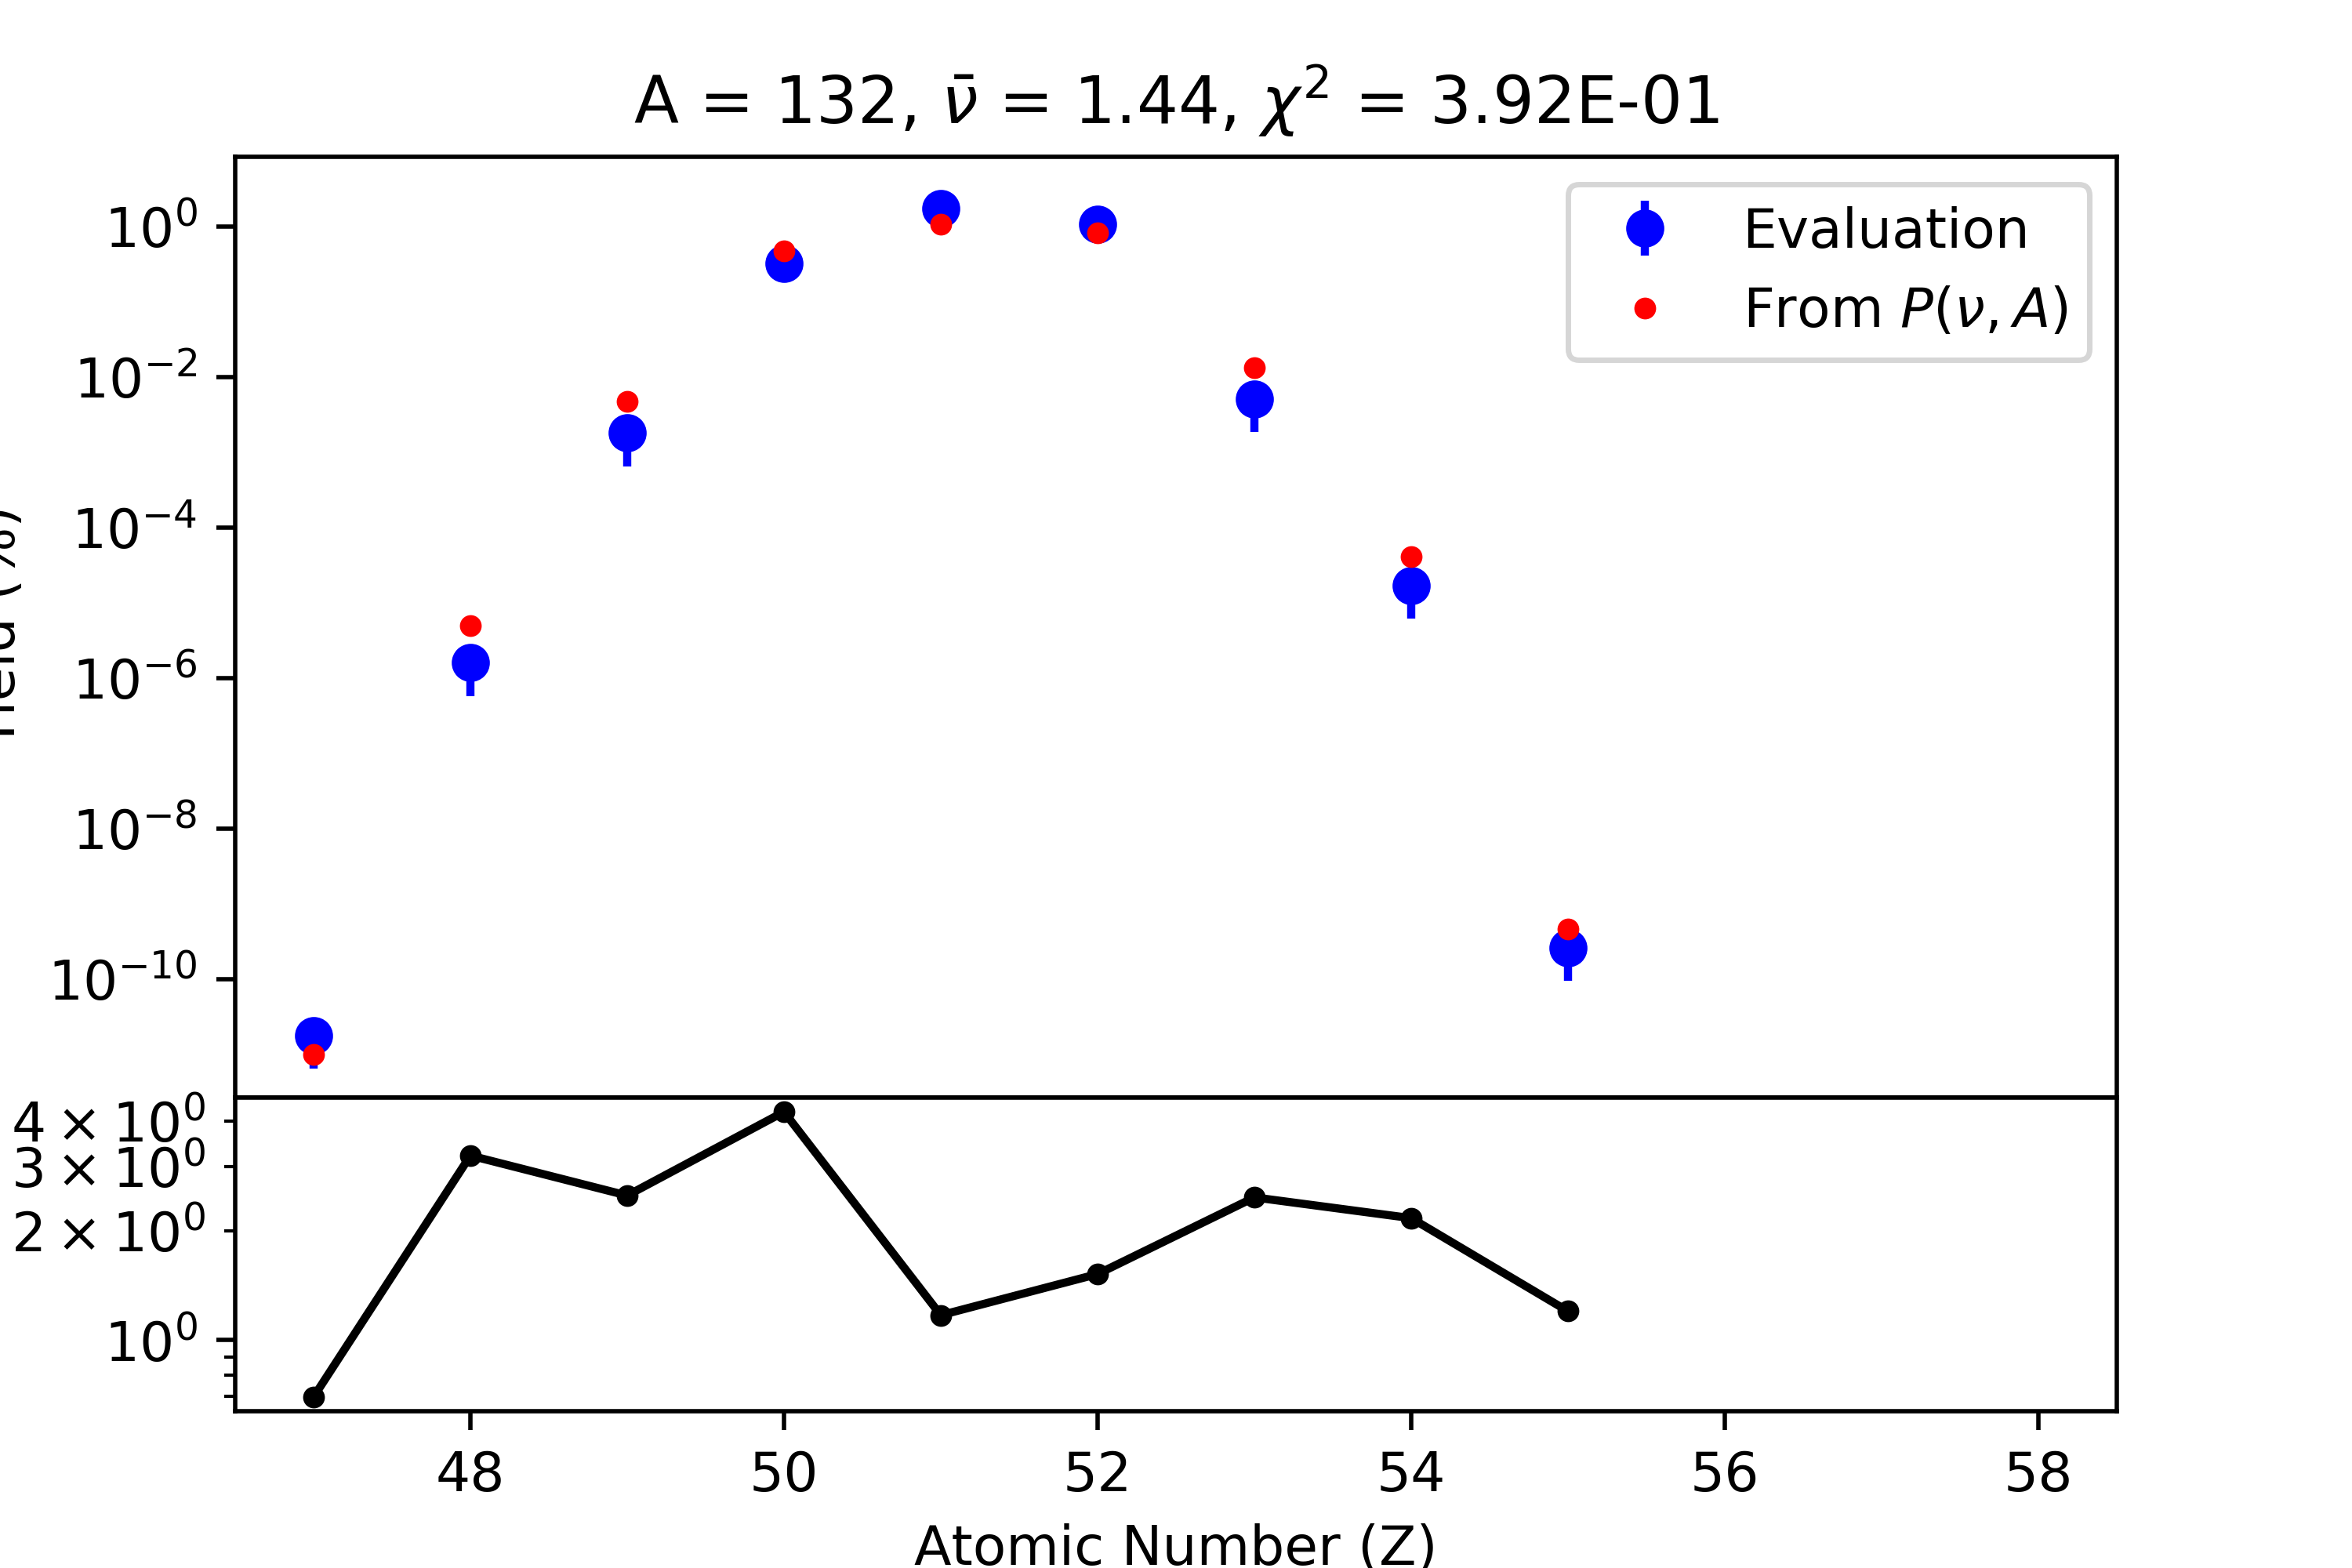 A = 132, ν̄ = 1.44, χ² = 3.92E-01
10⁰
10⁻²
10⁻⁴
10⁻⁶
10⁻⁸
10⁻¹⁰
Evaluation
From P(ν, A)
(%)
4 × 10⁰
3 × 10⁰
2 × 10⁰
10⁰
48 50 52 54 56 58
Atomic Number (Z)